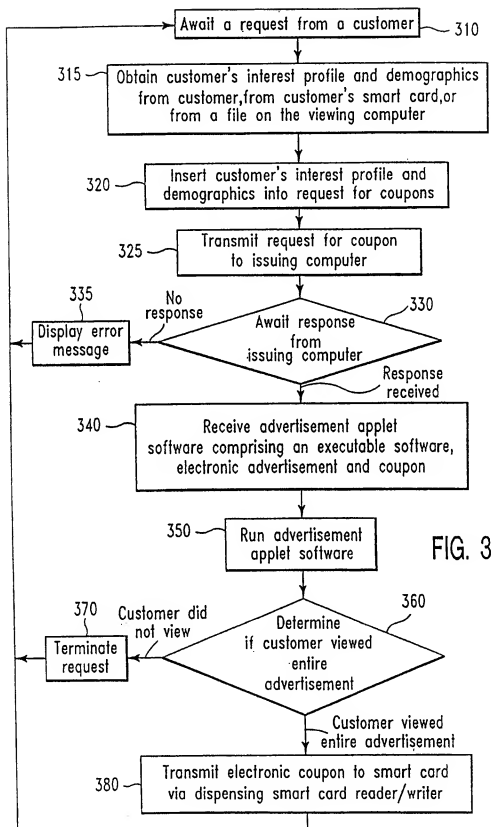 Await a request from a customer
310
315
Obtain customer's interest profile and demographics
from customer,from customer's smart card,or
from a file on the viewing computer
320
Insert customer's interest profile and
demographics into request for coupons
325
Transmit request for coupon
to issuing computer
335
No
response
330
Display error
message
Await response
from
issuing computer
Response
received
340
Receive advertisement applet
software comprising an executable software,
electronic advertisement and coupon
350
Run advertisement
applet software
FIG. 3
370
Customer did
not view
360
Terminate
request
Determine
if customer viewed
entire
advertisement
Customer viewed
entire advertisement
380
Transmit electronic coupon to smart card
via dispensing smart card reader/writer